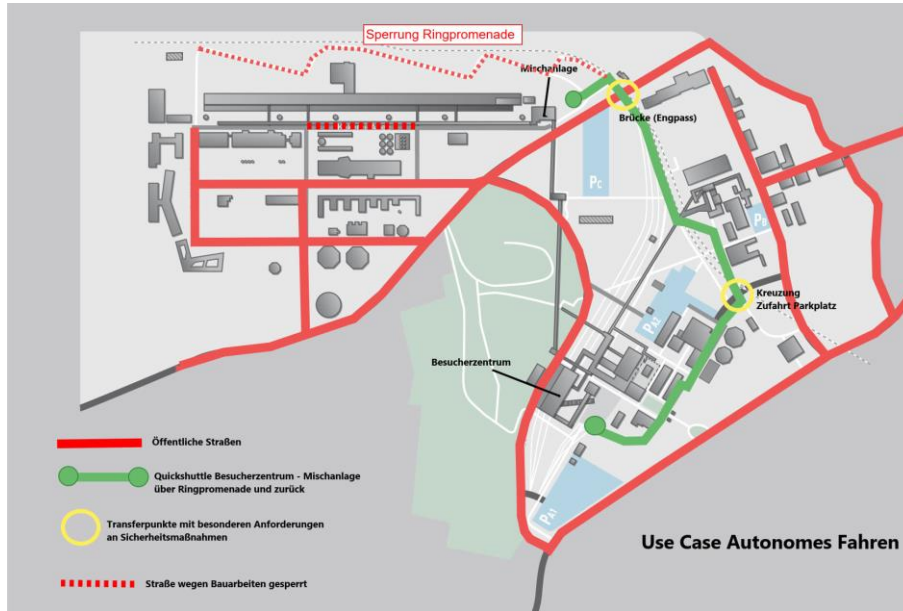 Sperrung Ringpromenade
Mischanlage
Brücke (Engpass)
PC
PB
Kreuzung
Zufahrt Parkplatz
PA2
Besucherzentrum
PA1
Öffentliche Straßen
Quickshuttle Besucherzentrum - Mischanlage
über Ringpromenade und zurück
Transferpunkte mit besonderen Anforderungen
an Sicherheitsmaßnahmen
Use Case Autonomes Fahren
Straße wegen Bauarbeiten gesperrt